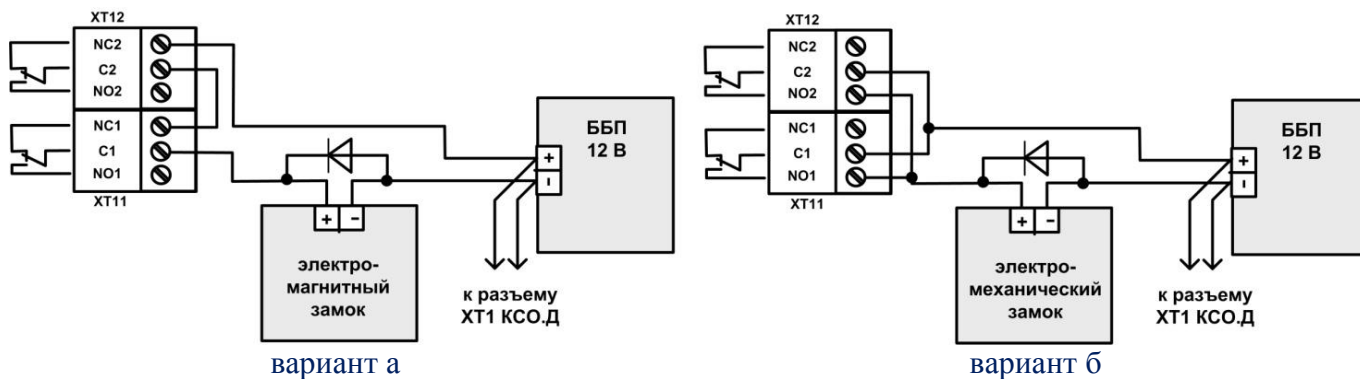 XT12
NC2
C2
NO2
NC1
C1
NO1
XT11
ББП
12 В
+
-
+ -
электро-
магнитный
замок
к разъему
XT1 КСО.Д
вариант а
XT12
NC2
C2
NO2
NC1
C1
NO1
XT11
ББП
12 В
+
-
+ -
электро-
механический
замок
к разъему
XT1 КСО.Д
вариант б